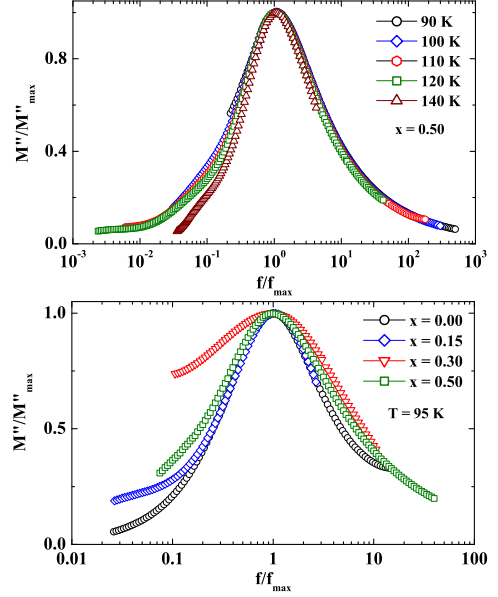 90 K
100 K
110 K
120 K
140 K
x = 0.50
M''/M''max
0.0
0.4
0.8
10-3
10-2
10-1
100
101
102
103
f/fmax
x = 0.00
x = 0.15
x = 0.30
x = 0.50
T = 95 K
M''/M''max
0.0
0.5
1.0
0.01
0.1
1
10
100
f/fmax